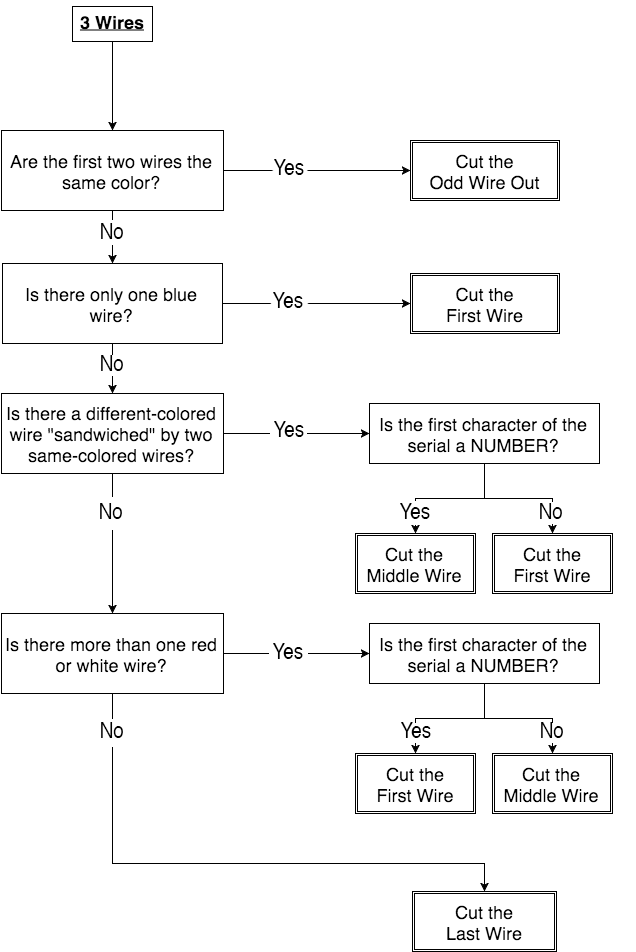 3 Wires
Are the first two wires the
same color?
Yes
Cut the
Odd Wire Out
No
Is there only one blue
wire?
Yes
Cut the
First Wire
No
Is there a different-colored
wire "sandwiched" by two
same-colored wires?
Yes
Is the first character of the
serial a NUMBER?
Yes
No
Cut the
Middle Wire
Cut the
First Wire
No
Is there more than one red
or white wire?
Yes
Is the first character of the
serial a NUMBER?
Yes
No
Cut the
First Wire
Cut the
Middle Wire
No
Cut the
Last Wire